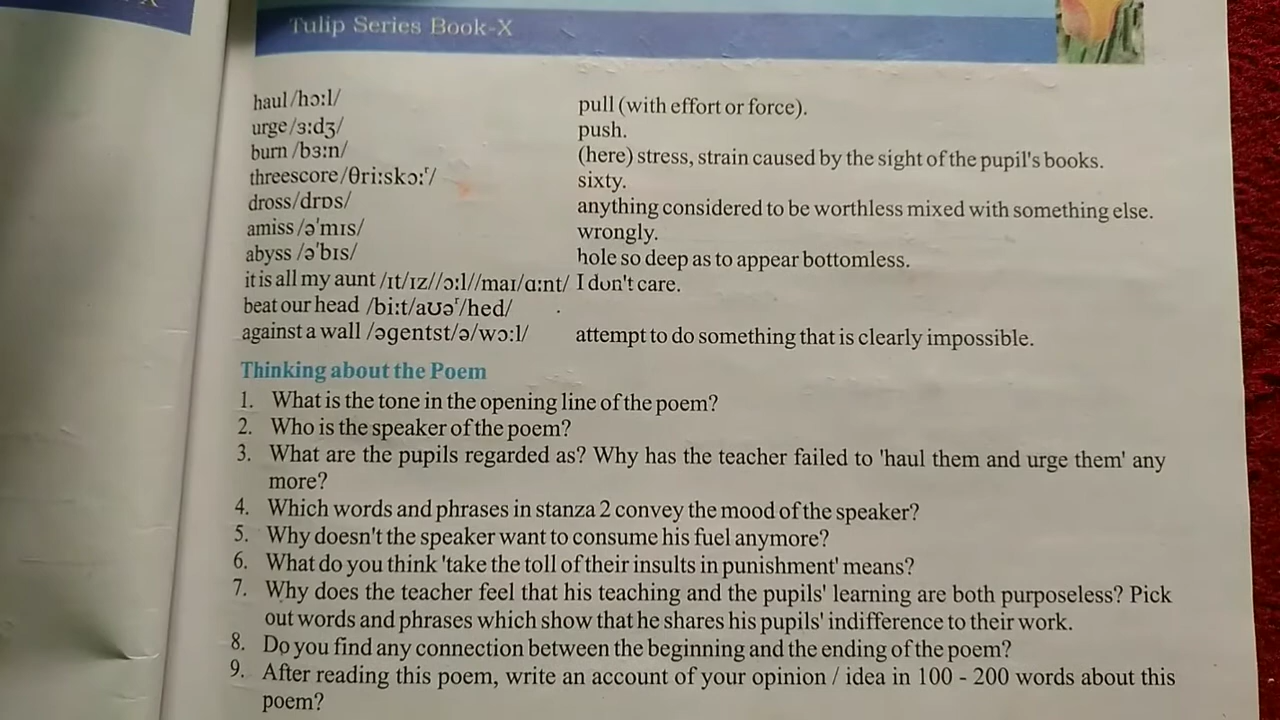 Tulip Series Book-X
haul /hɔːl/ pull (with effort or force).
urge /ɜːdʒ/ push.
burn /bɜːn/ (here) stress, strain caused by the sight of the pupil's books.
threescore /θriːskɔːʳ/ sixty.
dross/drɒs/ anything considered to be worthless mixed with something else.
amiss /əˈmɪs/ wrongly.
abyss /əˈbɪs/ hole so deep as to appear bottomless.
it is all my aunt /ɪt/ɪz//ɔːl//maɪ/ɑːnt/ I don't care.
beat our head /biːt/aʊəʳ/hed/
against a wall /əgentst/ə/wɔːl/ attempt to do something that is clearly impossible.
Thinking about the Poem
1. What is the tone in the opening line of the poem?
2. Who is the speaker of the poem?
3. What are the pupils regarded as? Why has the teacher failed to 'haul them and urge them' any
more?
4. Which words and phrases in stanza 2 convey the mood of the speaker?
5. Why doesn't the speaker want to consume his fuel anymore?
6. What do you think 'take the toll of their insults in punishment' means?
7. Why does the teacher feel that his teaching and the pupils' learning are both purposeless? Pick
out words and phrases which show that he shares his pupils' indifference to their work.
8. Do you find any connection between the beginning and the ending of the poem?
9. After reading this poem, write an account of your opinion / idea in 100 - 200 words about this
poem?